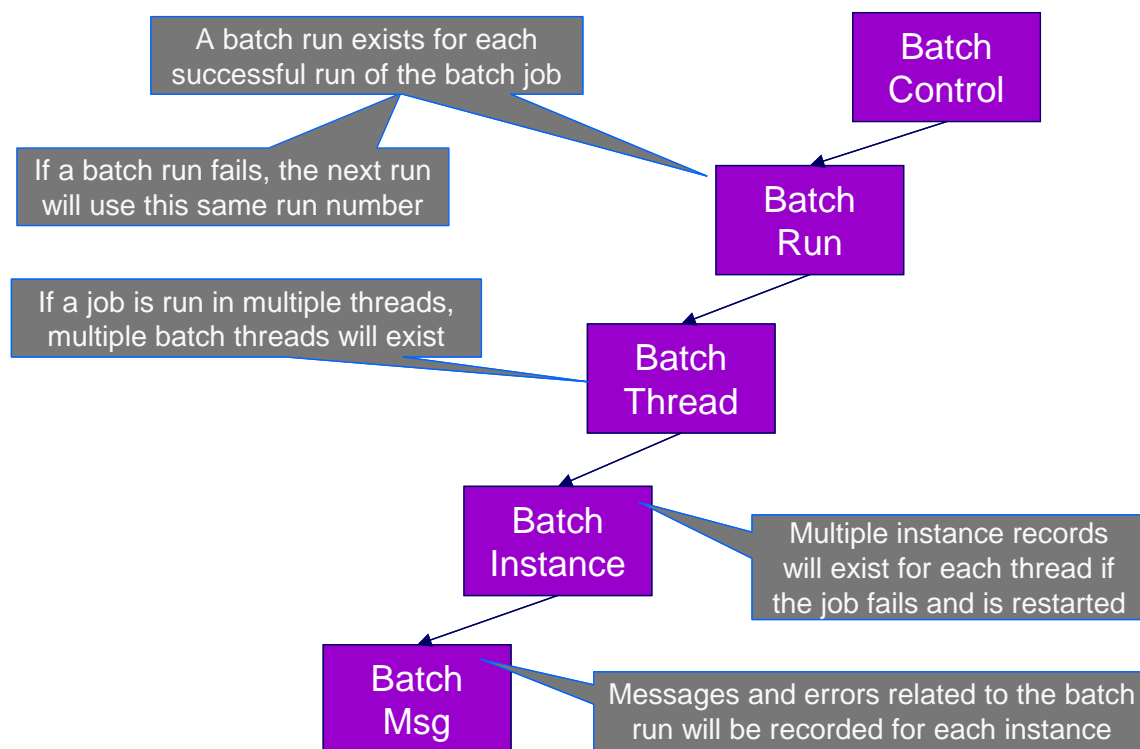 A batch run exists for each
successful run of the batch job
Batch
Control
If a batch run fails, the next run
will use this same run number
Batch
Run
If a job is run in multiple threads,
multiple batch threads will exist
Batch
Thread
Batch
Instance
Multiple instance records
will exist for each thread if
the job fails and is restarted
Batch
Msg
Messages and errors related to the batch
run will be recorded for each instance